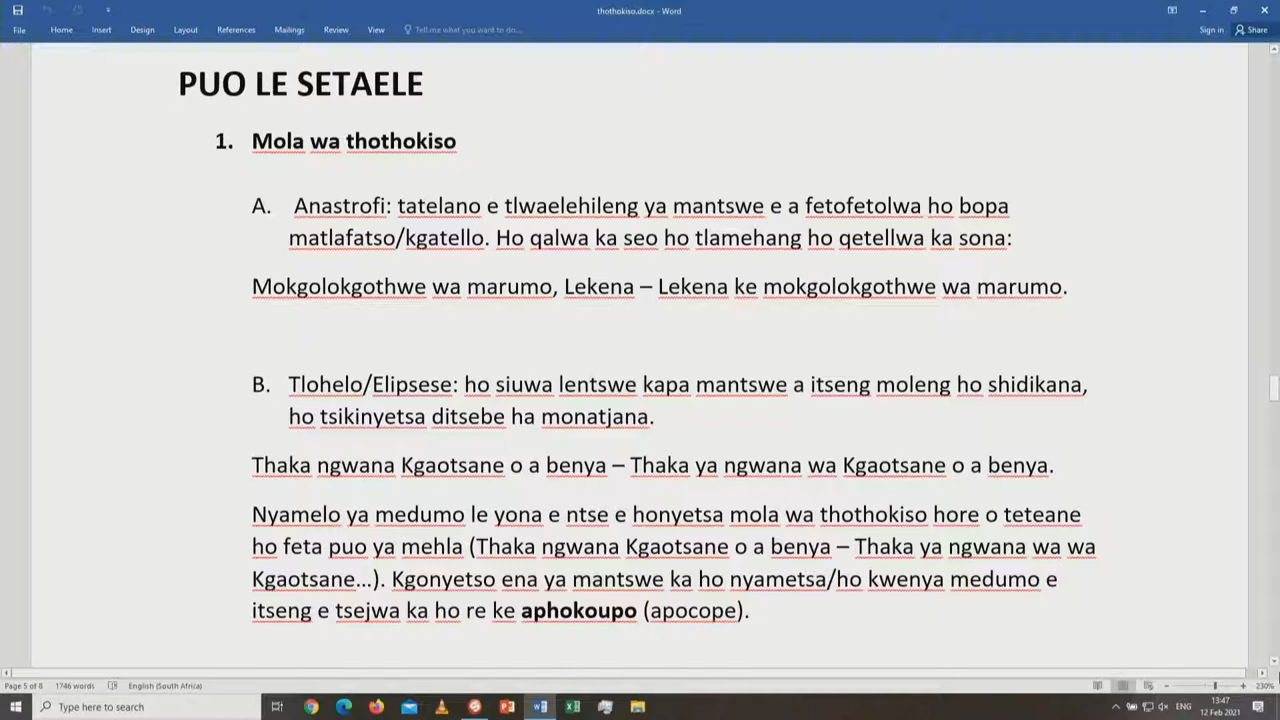 thothokiso.docx - Word
File Home Insert Design Layout References Mailings Review View Tell me what you want to do... Sign in Share
PUO LE SETAELE
1. Mola wa thothokiso
A. Anastrofi: tatelano e tlwaelehileng ya mantswe e a fetofetolwa ho bopa
matlafatso/kgatello. Ho qalwa ka seo ho tlamehang ho qetellwa ka sona:
Mokgolokgothwe wa marumo, Lekena – Lekena ke mokgolokgothwe wa marumo.
B. Tlohelo/Elipsese: ho siuwa lentswe kapa mantswe a itseng moleng ho shidikana,
ho tsikinyetsa ditsebe ha monatjana.
Thaka ngwana Kgaotsane o a benya – Thaka ya ngwana wa Kgaotsane o a benya.
Nyamelo ya medumo le yona e ntse e honyetsa mola wa thothokiso hore o teteane
ho feta puo ya mehla (Thaka ngwana Kgaotsane o a benya – Thaka ya ngwana wa wa
Kgaotsane...). Kgonyetso ena ya mantswe ka ho nyametsa/ho kwenya medumo e
itseng e tsejwa ka ho re ke aphokoupo (apocope).
Page 5 of 8 1746 words English (South Africa) 230%
Type here to search ENG 13:47
12 Feb 2021